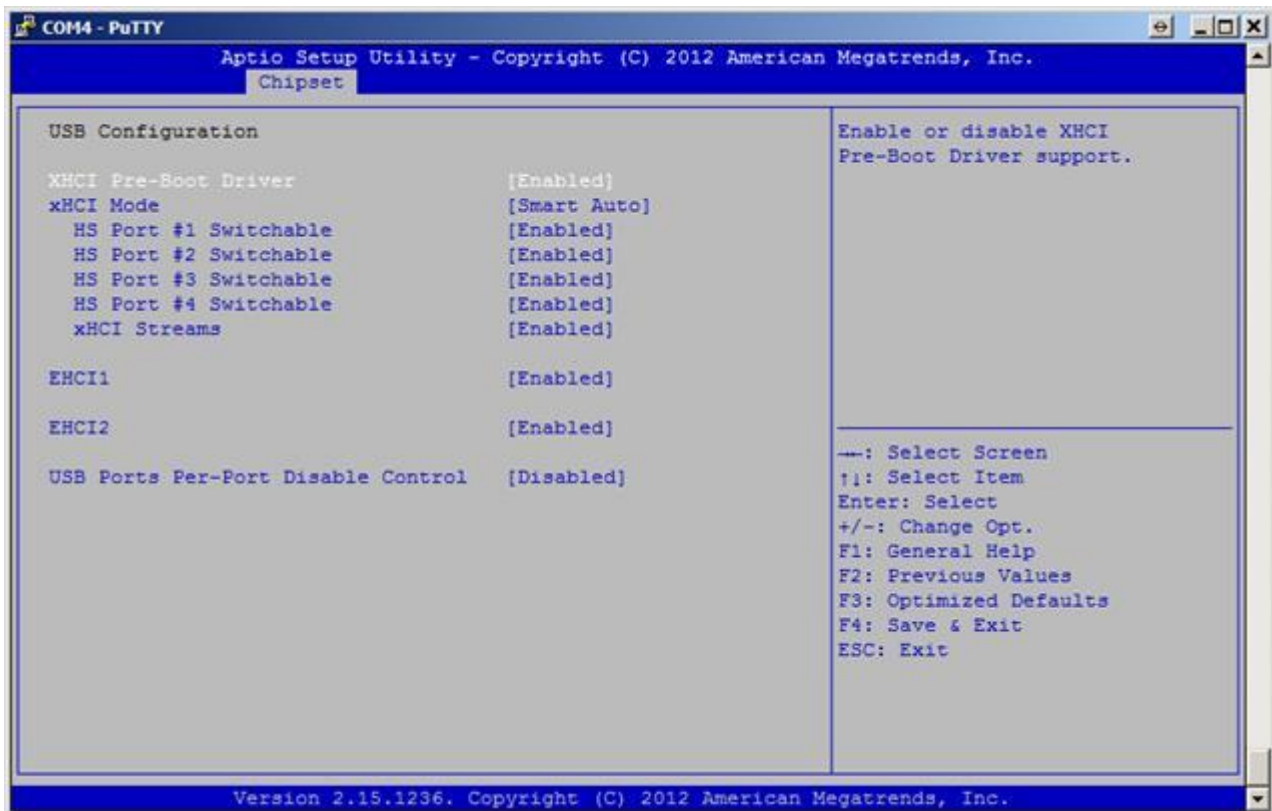 COM4 - PuTTY
Aptio Setup Utility - Copyright (C) 2012 American Megatrends, Inc.
Chipset
USB Configuration
XHCI Pre-Boot Driver [Enabled]
xHCI Mode [Smart Auto]
HS Port #1 Switchable [Enabled]
HS Port #2 Switchable [Enabled]
HS Port #3 Switchable [Enabled]
HS Port #4 Switchable [Enabled]
xHCI Streams [Enabled]
EHCI1 [Enabled]
EHCI2 [Enabled]
USB Ports Per-Port Disable Control [Disabled]
Enable or disable XHCI
Pre-Boot Driver support.
→←: Select Screen
↑↓: Select Item
Enter: Select
+/-: Change Opt.
F1: General Help
F2: Previous Values
F3: Optimized Defaults
F4: Save & Exit
ESC: Exit
Version 2.15.1236. Copyright (C) 2012 American Megatrends, Inc.